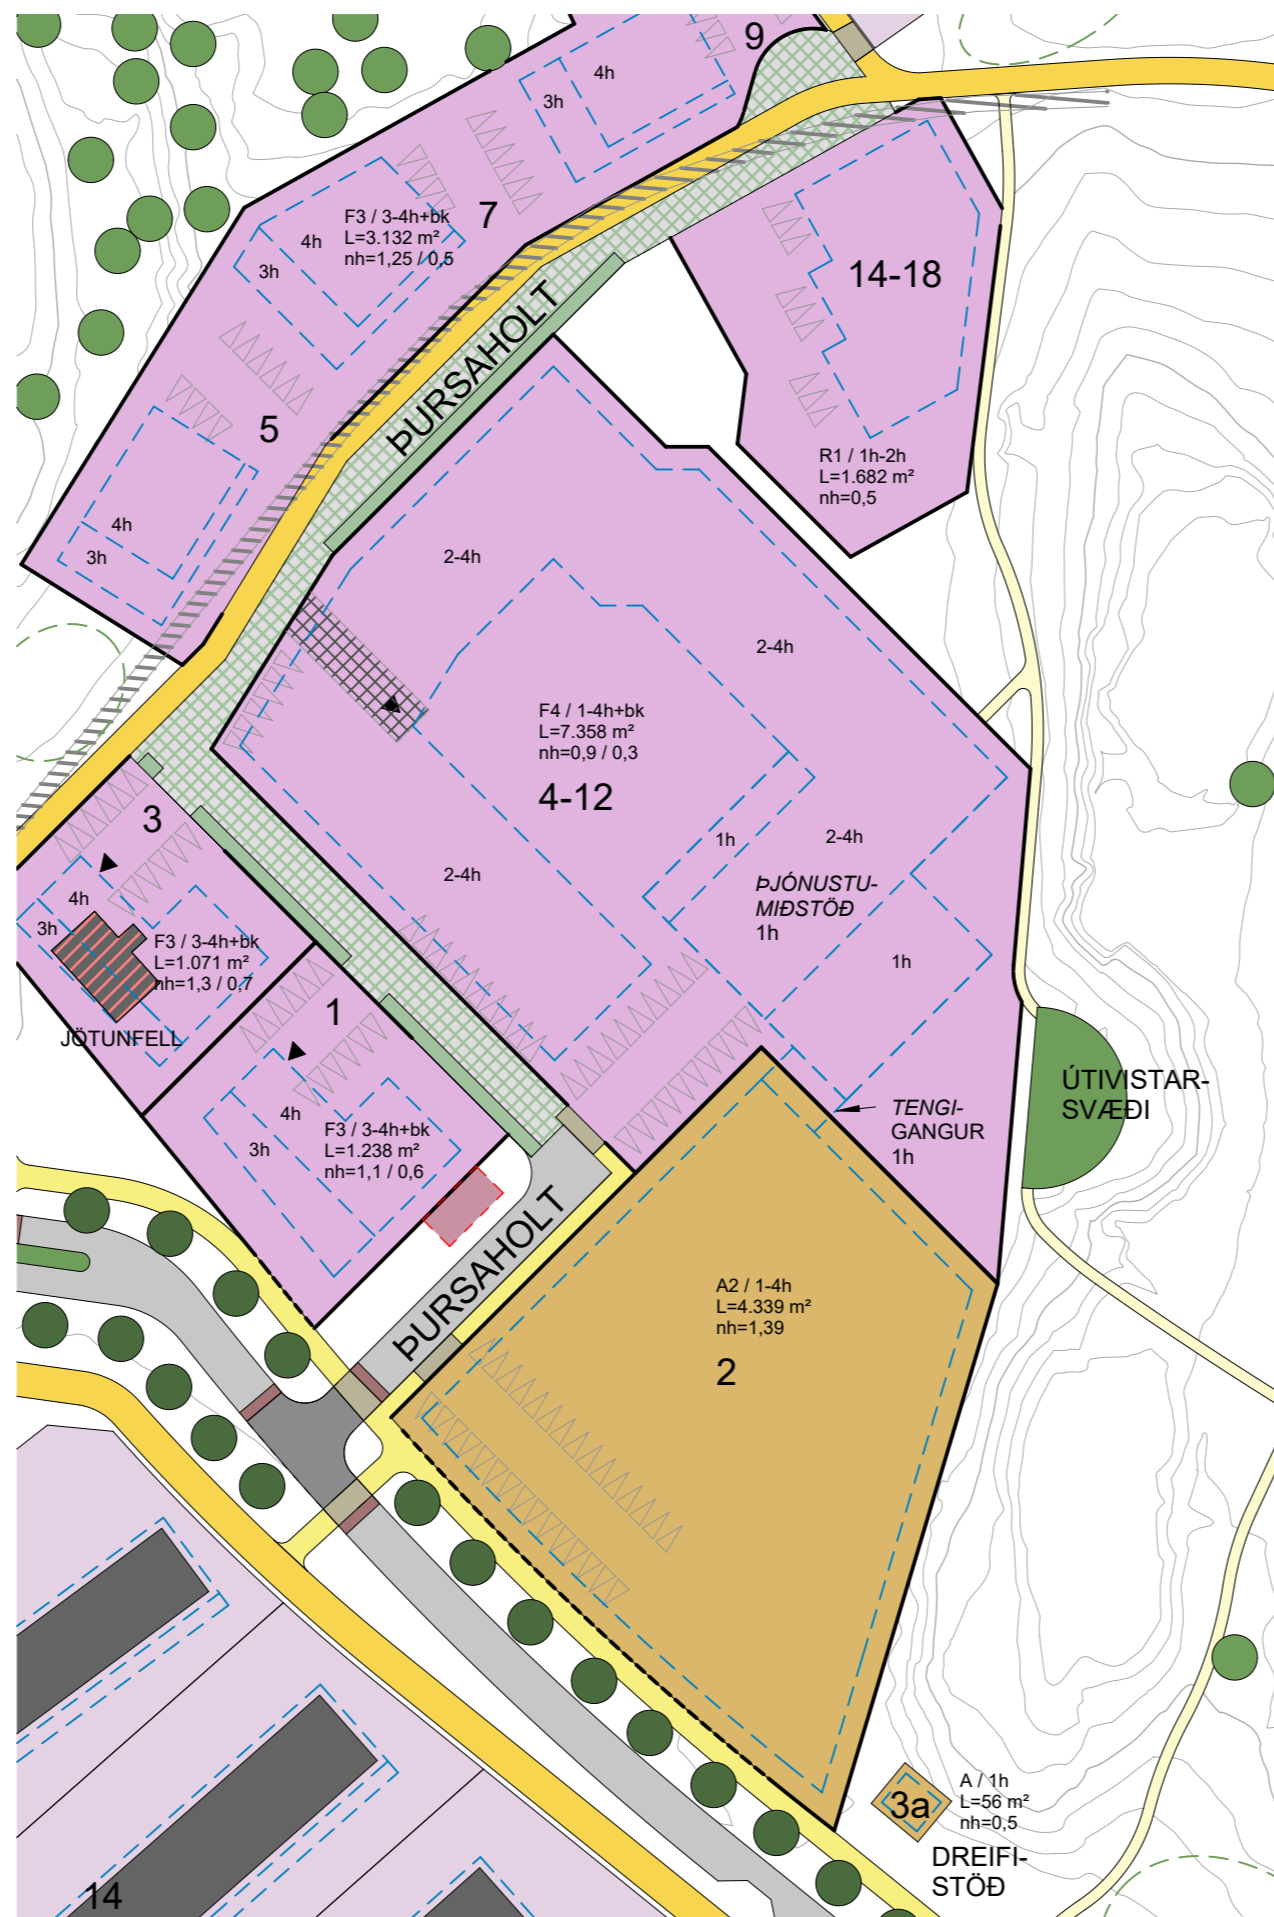 9
4h
3h
7
F3 / 3-4h+bk
L=3.132 m²
nh=1,25 / 0,5
4h
3h
14-18
ÞURSAHOLT
5
R1 / 1h-2h
L=1.682 m²
nh=0,5
4h
3h
2-4h
2-4h
F4 / 1-4h+bk
L=7.358 m²
nh=0,9 / 0,3
4-12
3
1h
2-4h
2-4h
ÞJÓNUSTU-
MIÐSTÖÐ
1h
4h
3h
F3 / 3-4h+bk
L=1.071 m²
nh=1,3 / 0,7
1h
JÖTUNFELL
1
ÚTIVISTAR-
SVÆÐI
4h
3h
F3 / 3-4h+bk
L=1.238 m²
nh=1,1 / 0,6
TENGI-
GANGUR
1h
ÞURSAHOLT
A2 / 1-4h
L=4.339 m²
nh=1,39
2
3a
A / 1h
L=56 m²
nh=0,5
DREIFI-
STÖÐ
14